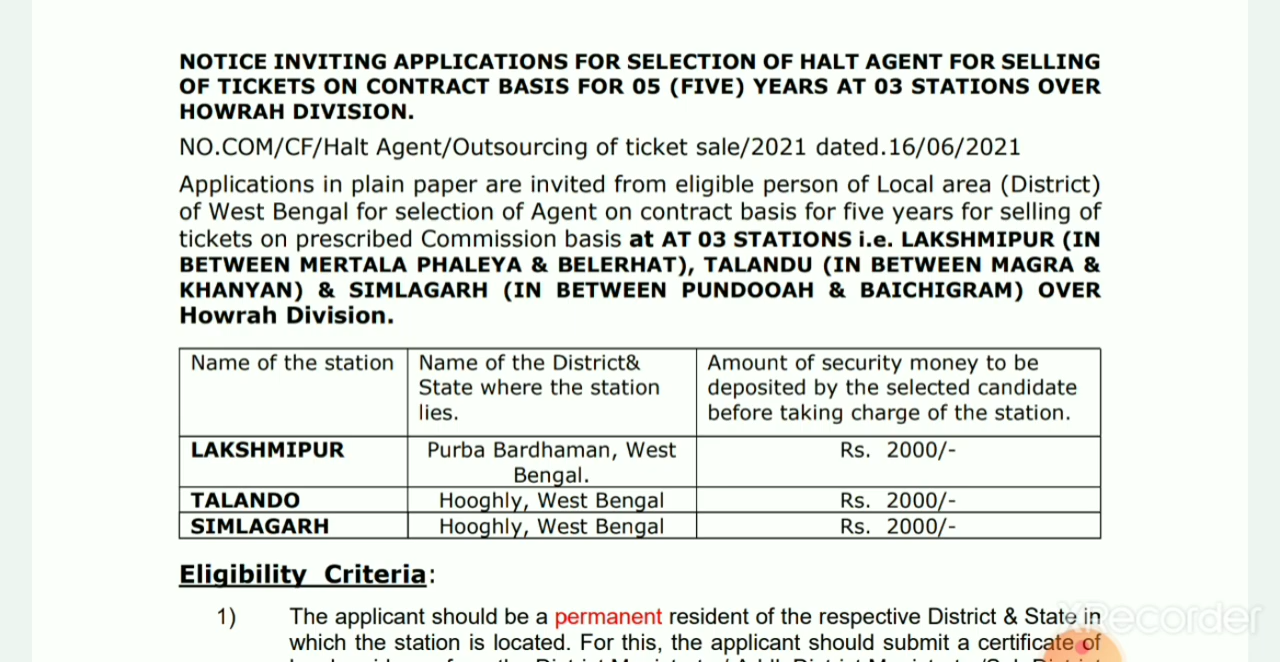 NOTICE INVITING APPLICATIONS FOR SELECTION OF HALT AGENT FOR SELLING
OF TICKETS ON CONTRACT BASIS FOR 05 (FIVE) YEARS AT 03 STATIONS OVER
HOWRAH DIVISION.
NO.COM/CF/Halt Agent/Outsourcing of ticket sale/2021 dated.16/06/2021
Applications in plain paper are invited from eligible person of Local area (District)
of West Bengal for selection of Agent on contract basis for five years for selling of
tickets on prescribed Commission basis at AT 03 STATIONS i.e. LAKSHMIPUR (IN
BETWEEN MERTALA PHALEYA & BELERHAT), TALANDU (IN BETWEEN MAGRA &
KHANYAN) & SIMLAGARH (IN BETWEEN PUNDOOAH & BAICHIGRAM) OVER
Howrah Division.
Name of the station Name of the District& Amount of security money to be
State where the station deposited by the selected candidate
lies. before taking charge of the station.
LAKSHMIPUR Purba Bardhaman, West Rs. 2000/-
Bengal.
TALANDO Hooghly, West Bengal Rs. 2000/-
SIMLAGARH Hooghly, West Bengal Rs. 2000/-
Eligibility Criteria:
1) The applicant should be a permanent resident of the respective District & State in
which the station is located. For this, the applicant should submit a certificate of
XRecorder